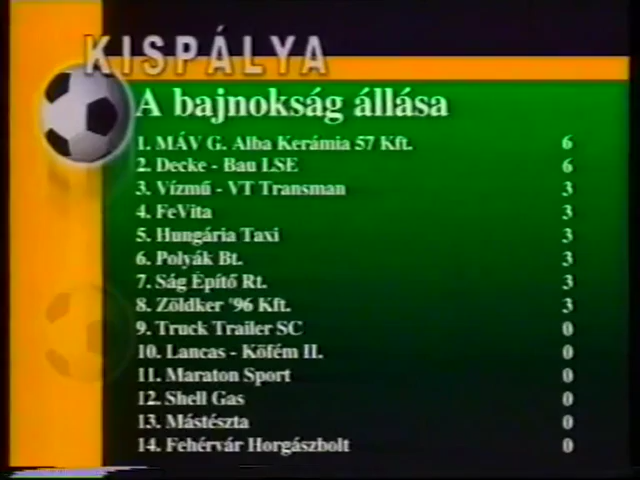 KISPÁLYA
A bajnokság állása
1. MÁV G. Alba Kerámia 57 Kft. 6
2. Decke - Bau LSE 6
3. Vízmű - VT Transman 3
4. FeVita 3
5. Hungária Taxi 3
6. Polyák Bt. 3
7. Ság Építő Rt. 3
8. Zöldker '96 Kft. 3
9. Truck Trailer SC 0
10. Lancas - Köfém II. 0
11. Maraton Sport 0
12. Shell Gas 0
13. Mástészta 0
14. Fehérvár Horgászbolt 0